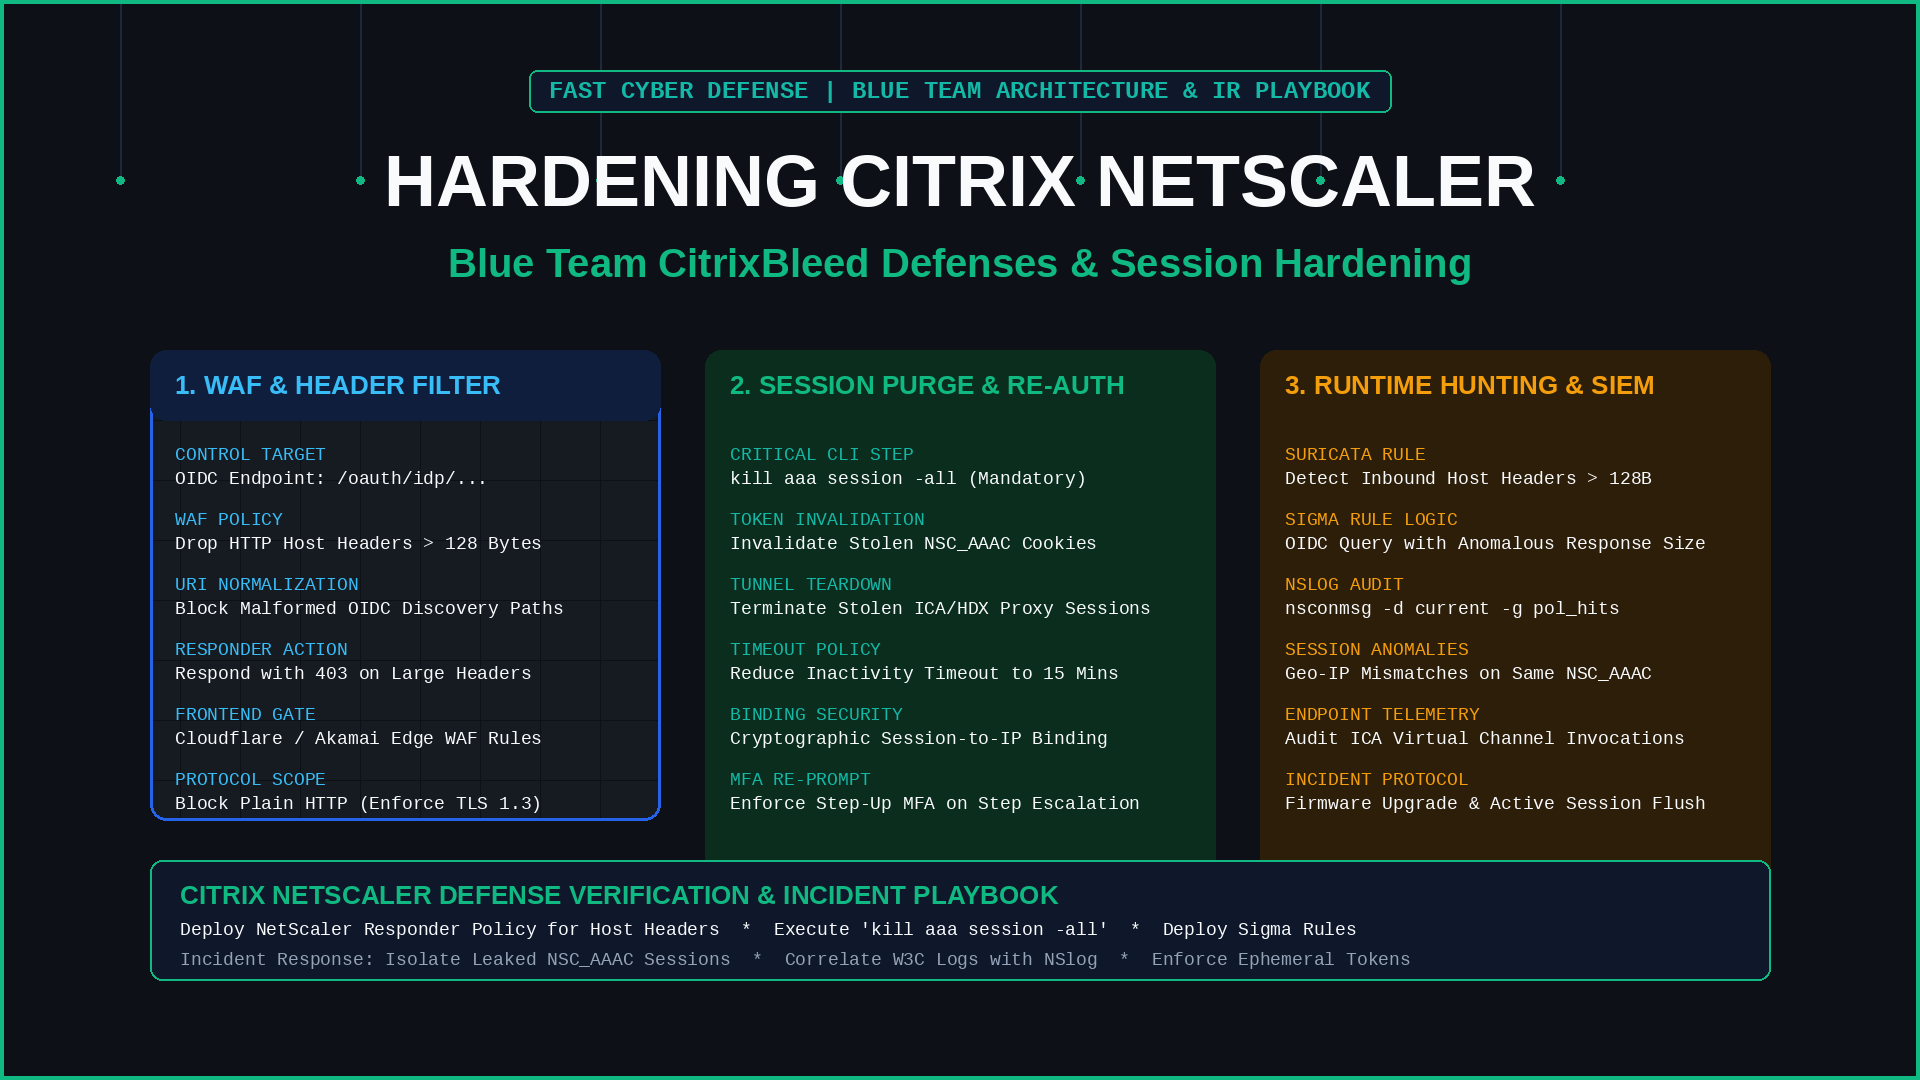 FAST CYBER DEFENSE | BLUE TEAM ARCHITECTURE & IR PLAYBOOK
HARDENING CITRIX NETSCALER
Blue Team CitrixBleed Defenses & Session Hardening
1. WAF & HEADER FILTER
CONTROL TARGET
OIDC Endpoint: /oauth/idp/...
WAF POLICY
Drop HTTP Host Headers > 128 Bytes
URI NORMALIZATION
Block Malformed OIDC Discovery Paths
RESPONDER ACTION
Respond with 403 on Large Headers
FRONTEND GATE
Cloudflare / Akamai Edge WAF Rules
PROTOCOL SCOPE
Block Plain HTTP (Enforce TLS 1.3)
2. SESSION PURGE & RE-AUTH
CRITICAL CLI STEP
kill aaa session -all (Mandatory)
TOKEN INVALIDATION
Invalidate Stolen NSC_AAAC Cookies
TUNNEL TEARDOWN
Terminate Stolen ICA/HDX Proxy Sessions
TIMEOUT POLICY
Reduce Inactivity Timeout to 15 Mins
BINDING SECURITY
Cryptographic Session-to-IP Binding
MFA RE-PROMPT
Enforce Step-Up MFA on Step Escalation
3. RUNTIME HUNTING & SIEM
SURICATA RULE
Detect Inbound Host Headers > 128B
SIGMA RULE LOGIC
OIDC Query with Anomalous Response Size
NSLOG AUDIT
nsconmsg -d current -g pol_hits
SESSION ANOMALIES
Geo-IP Mismatches on Same NSC_AAAC
ENDPOINT TELEMETRY
Audit ICA Virtual Channel Invocations
INCIDENT PROTOCOL
Firmware Upgrade & Active Session Flush
CITRIX NETSCALER DEFENSE VERIFICATION & INCIDENT PLAYBOOK
Deploy NetScaler Responder Policy for Host Headers * Execute 'kill aaa session -all' * Deploy Sigma Rules
Incident Response: Isolate Leaked NSC_AAAC Sessions * Correlate W3C Logs with NSlog * Enforce Ephemeral Tokens